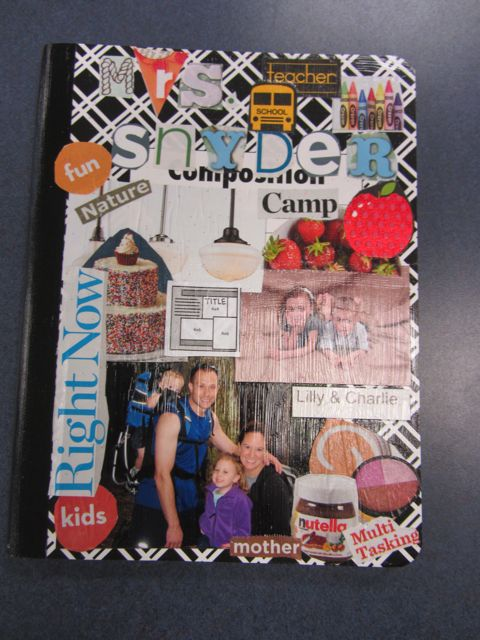 Mrs.
teacher
SCHOOL
SNYDER
fun
Composition
Nature
Camp
TITLE
Right Now
Lilly & Charlie
kids
nutella
mother
Multi
Tasking